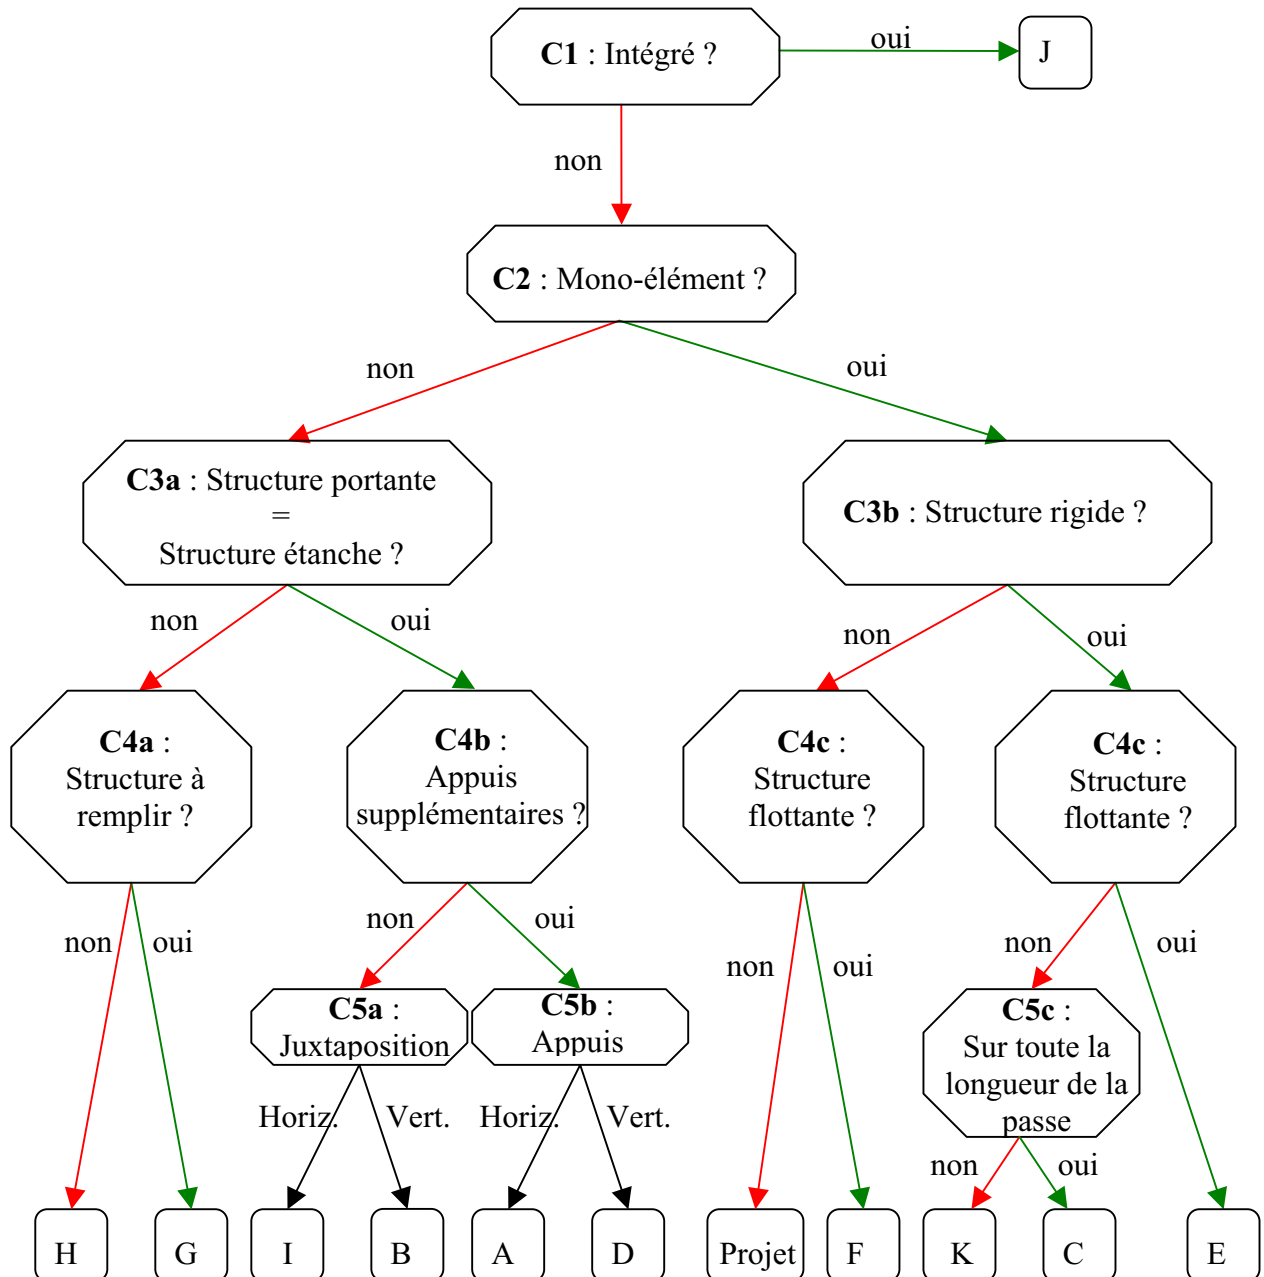 C1 : Intégré ?
oui
J
non
C2 : Mono-élément ?
non
oui
C3a : Structure portante
=
Structure étanche ?
C3b : Structure rigide ?
non
oui
non
oui
C4a :
Structure à
remplir ?
C4b :
Appuis
supplémentaires ?
C4c :
Structure
flottante ?
C4c :
Structure
flottante ?
non
oui
non
oui
non
oui
non
oui
C5a :
Juxtaposition
C5b :
Appuis
C5c :
Sur toute la
longueur de la
passe
Horiz.
Vert.
Horiz.
Vert.
non
oui
H
G
I
B
A
D
Projet
F
K
C
E